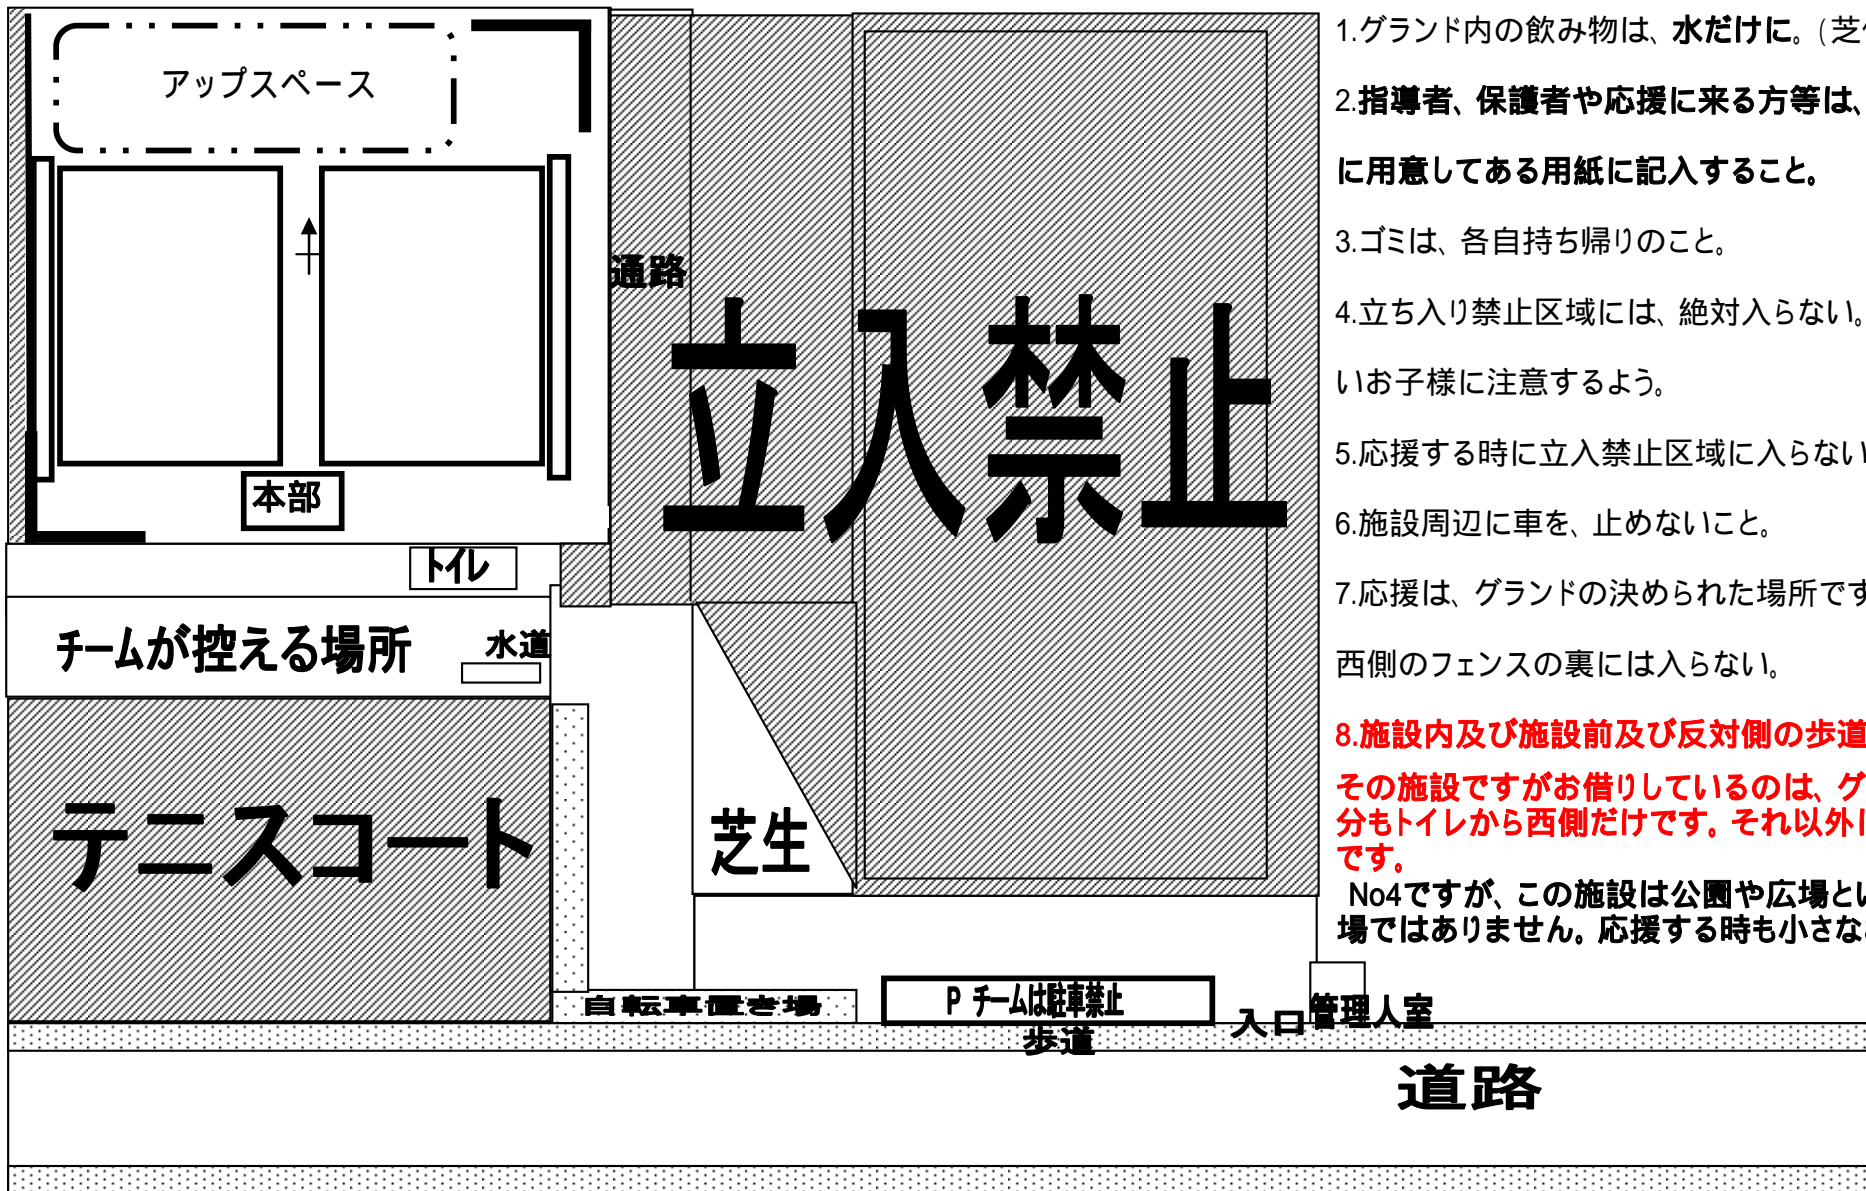 アップスペース
通路
立入禁止
本部
トイレ
チームが控える場所
水道
テニスコート
芝生
自転車置き場
P チームは駐車禁止
歩道
入口
管理人室
道路
1.グランド内の飲み物は、水だけに。(芝
2.指導者、保護者や応援に来る方等は、
に用意してある用紙に記入すること。
3.ゴミは、各自持ち帰りのこと。
4.立ち入り禁止区域には、絶対入らない。
いお子様に注意するよう。
5.応援する時に立入禁止区域に入らない
6.施設周辺に車を、止めないこと。
7.応援は、グランドの決められた場所です
西側のフェンスの裏には入らない。
8.施設内及び施設前及び反対側の歩道
その施設ですがお借りしているのは、グ
分もトイレから西側だけです。それ以外
です。
No4ですが、この施設は公園や広場とい
場ではありません。応援する時も小さな